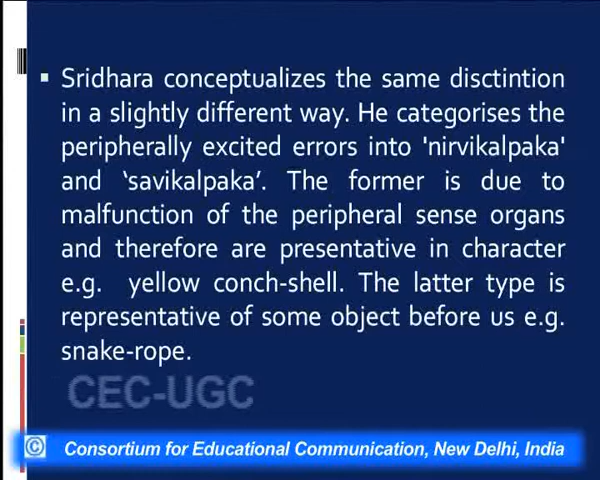 Sridhara conceptualizes the same disctintion
in a slightly different way. He categorises the
peripherally excited errors into 'nirvikalpaka'
and ‘savikalpaka’. The former is due to
malfunction of the peripheral sense organs
and therefore are presentative in character
e.g. yellow conch-shell. The latter type is
representative of some object before us e.g.
snake-rope.
CEC-UGC
© Consortium for Educational Communication, New Delhi, India